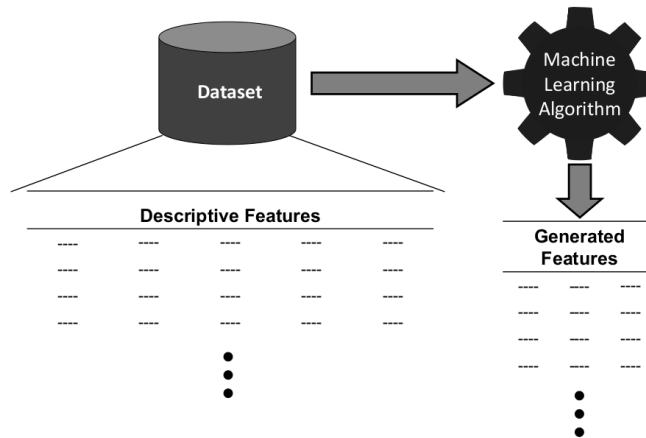 Dataset
Machine
Learning
Algorithm
Descriptive Features
---- ---- ---- ---- ----
---- ---- ---- ---- ----
---- ---- ---- ---- ----
---- ---- ---- ---- ----
Generated
Features
---- ---- ----
---- ---- ----
---- ---- ----
---- ---- ----